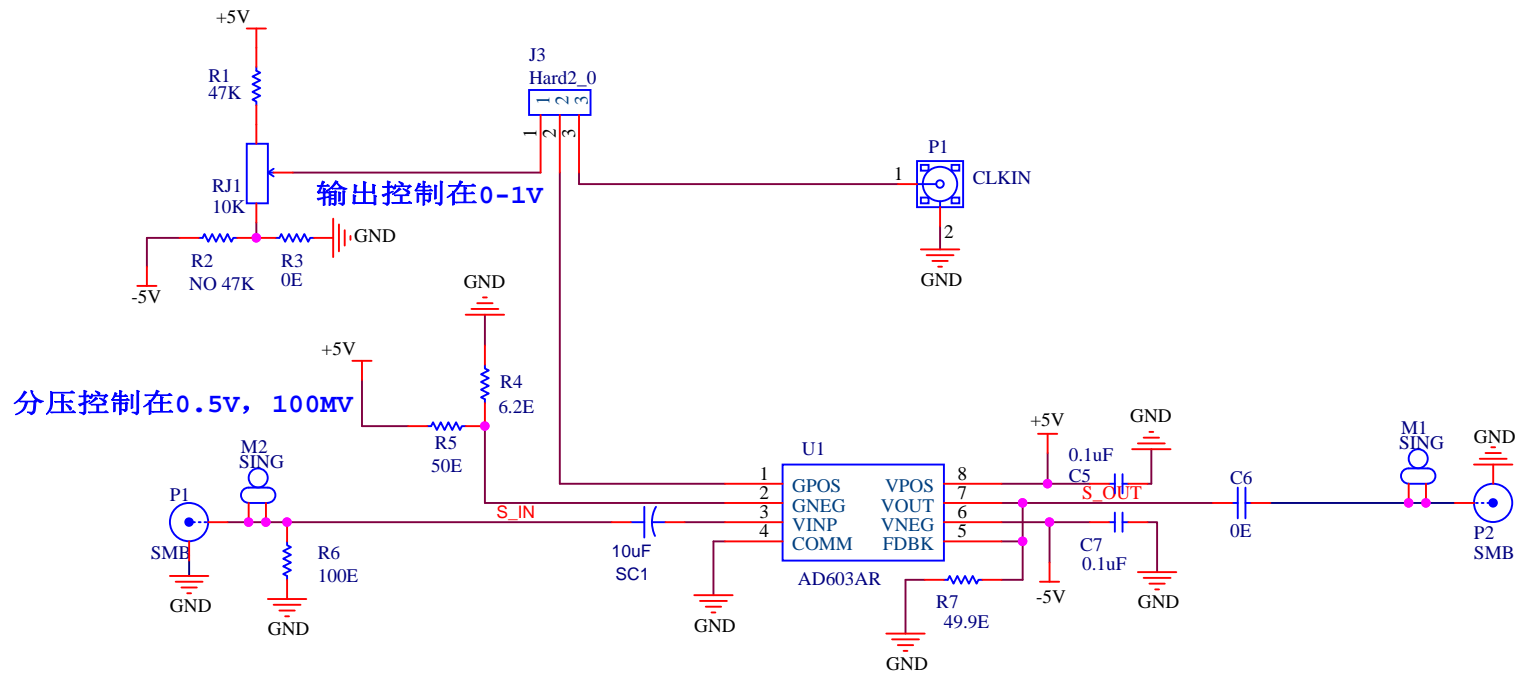 +5V
R1
47K
RJ1
10K
输出控制在0-1V
R2
NO 47K
R3
0E
GND
-5V
J3
Hard2_0
1 2 3
1 2 3
P1
1
CLKIN
2
GND
GND
+5V
R4
6.2E
R5
50E
分压控制在0.5V，100MV
M2
SING
P1
SMB
GND
R6
100E
GND
S_IN
10uF
SC1
GND
U1
1 GPOS VPOS 8
2 GNEG VOUT 7
3 VINP VNEG 6
4 COMM FDBK 5
AD603AR
+5V
GND
0.1uF
C5
S_OUT
C7
0.1uF
-5V
GND
R7
49.9E
GND
C6
0E
M1
SING
GND
P2
SMB